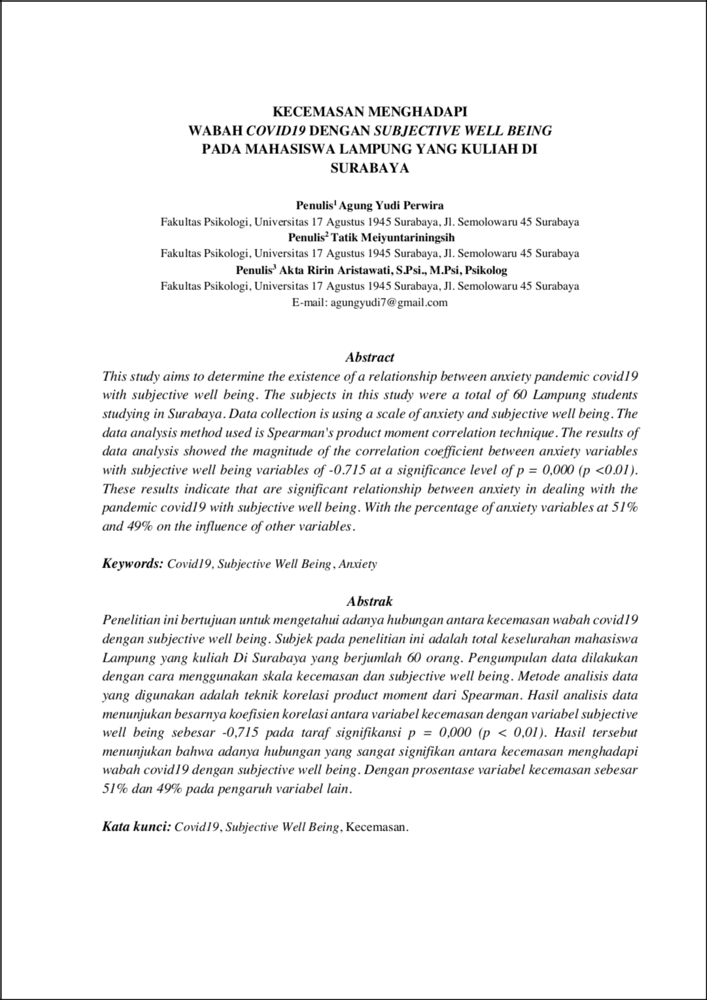 KECEMASAN MENGHADAPI
WABAH COVID19 DENGAN SUBJECTIVE WELL BEING
PADA MAHASISWA LAMPUNG YANG KULIAH DI
SURABAYA
Penulis¹ Agung Yudi Perwira
Fakultas Psikologi, Universitas 17 Agustus 1945 Surabaya, Jl. Semolowaru 45 Surabaya
Penulis² Tatik Meiyuntariningsih
Fakultas Psikologi, Universitas 17 Agustus 1945 Surabaya, Jl. Semolowaru 45 Surabaya
Penulis³ Akta Ririn Aristawati, S.Psi., M.Psi, Psikolog
Fakultas Psikologi, Universitas 17 Agustus 1945 Surabaya, Jl. Semolowaru 45 Surabaya
E-mail: agungyudi7@gmail.com
Abstract
This study aims to determine the existence of a relationship between anxiety pandemic covid19
with subjective well being. The subjects in this study were a total of 60 Lampung students
studying in Surabaya. Data collection is using a scale of anxiety and subjective well being. The
data analysis method used is Spearman's product moment correlation technique. The results of
data analysis showed the magnitude of the correlation coefficient between anxiety variables
with subjective well being variables of -0.715 at a significance level of p = 0,000 (p <0.01).
These results indicate that are significant relationship between anxiety in dealing with the
pandemic covid19 with subjective well being. With the percentage of anxiety variables at 51%
and 49% on the influence of other variables.
Keywords: Covid19, Subjective Well Being, Anxiety
Abstrak
Penelitian ini bertujuan untuk mengetahui adanya hubungan antara kecemasan wabah covid19
dengan subjective well being. Subjek pada penelitian ini adalah total keselurahan mahasiswa
Lampung yang kuliah Di Surabaya yang berjumlah 60 orang. Pengumpulan data dilakukan
dengan cara menggunakan skala kecemasan dan subjective well being. Metode analisis data
yang digunakan adalah teknik korelasi product moment dari Spearman. Hasil analisis data
menunjukan besarnya koefisien korelasi antara variabel kecemasan dengan variabel subjective
well being sebesar -0,715 pada taraf signifikansi p = 0,000 (p < 0,01). Hasil tersebut
menunjukan bahwa adanya hubungan yang sangat signifikan antara kecemasan menghadapi
wabah covid19 dengan subjective well being. Dengan prosentase variabel kecemasan sebesar
51% dan 49% pada pengaruh variabel lain.
Kata kunci: Covid19, Subjective Well Being, Kecemasan.